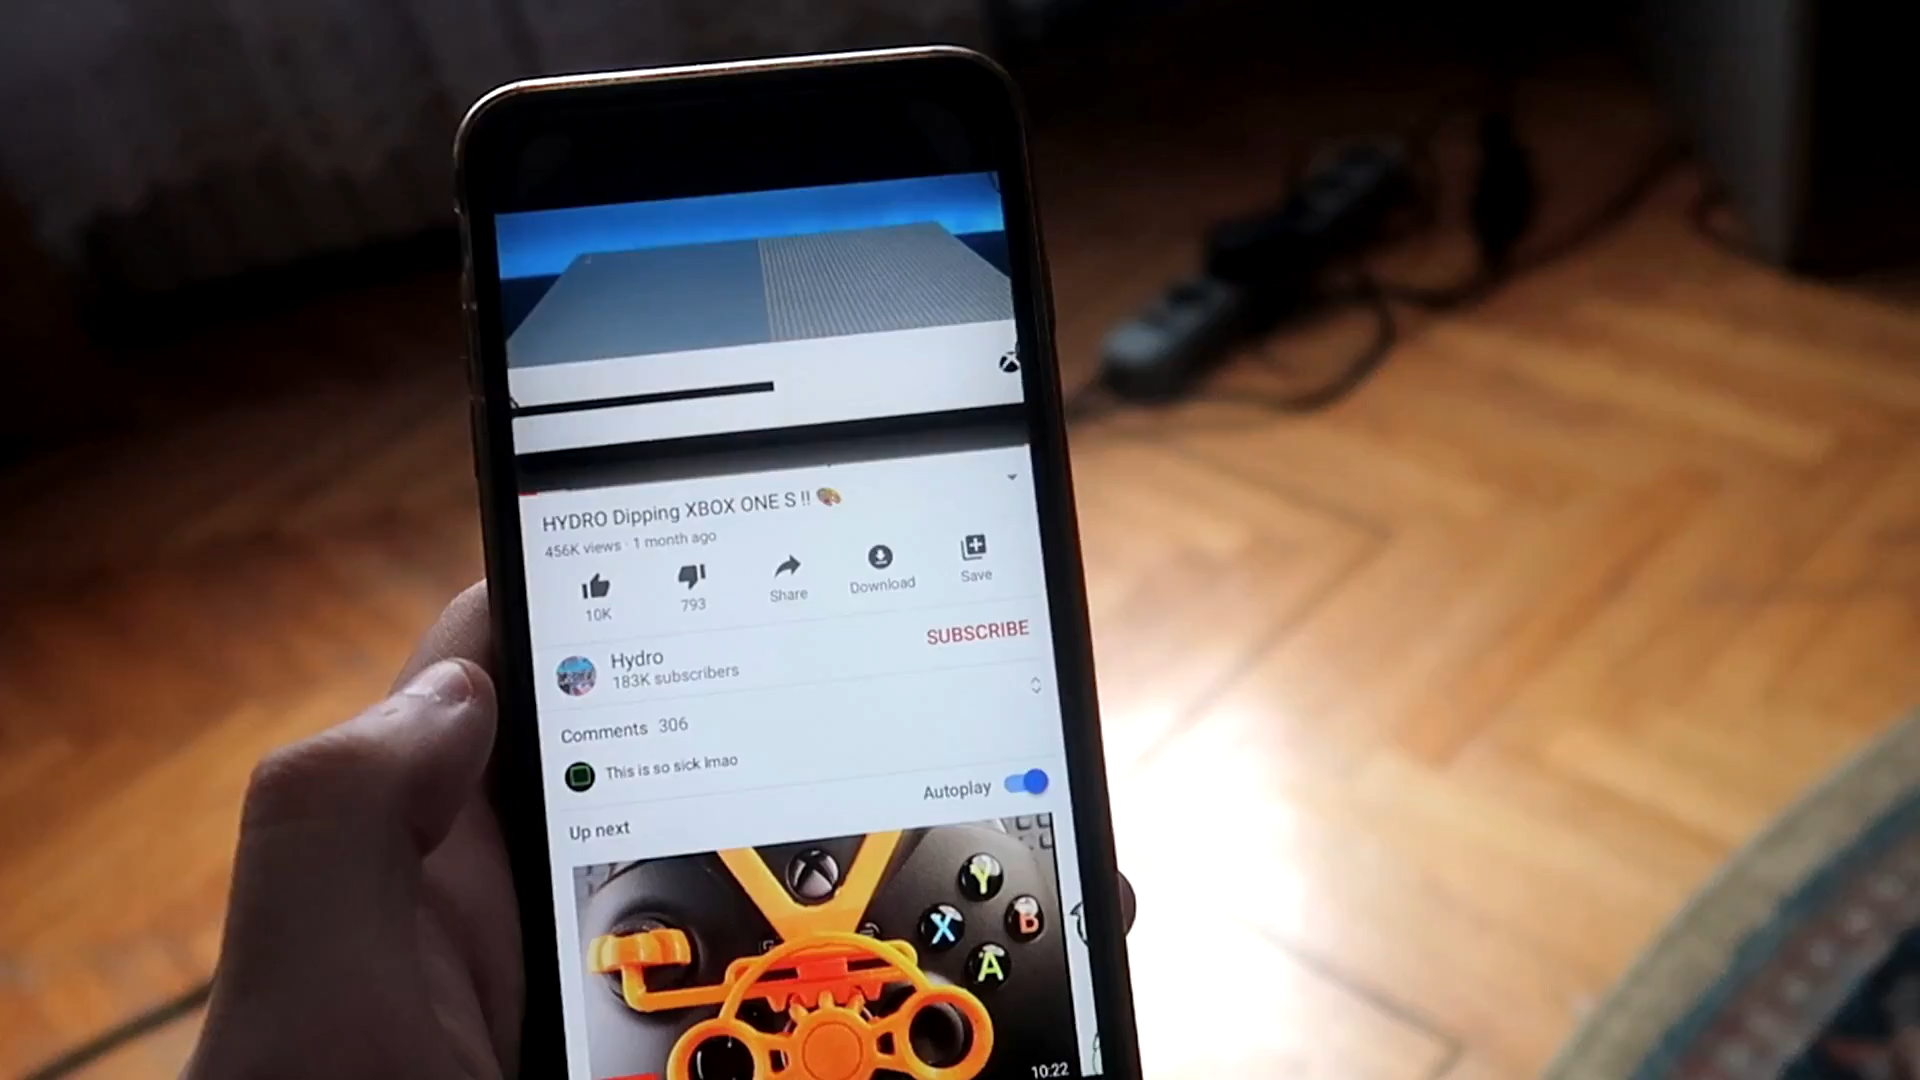 HYDRO Dipping XBOX ONE S !! 🎨
456K views · 1 month ago
10K
793
Share
Download
Save
Hydro
183K subscribers
SUBSCRIBE
Comments 306
This is so sick lmao
Autoplay
Up next
Y
X
B
A
10:22